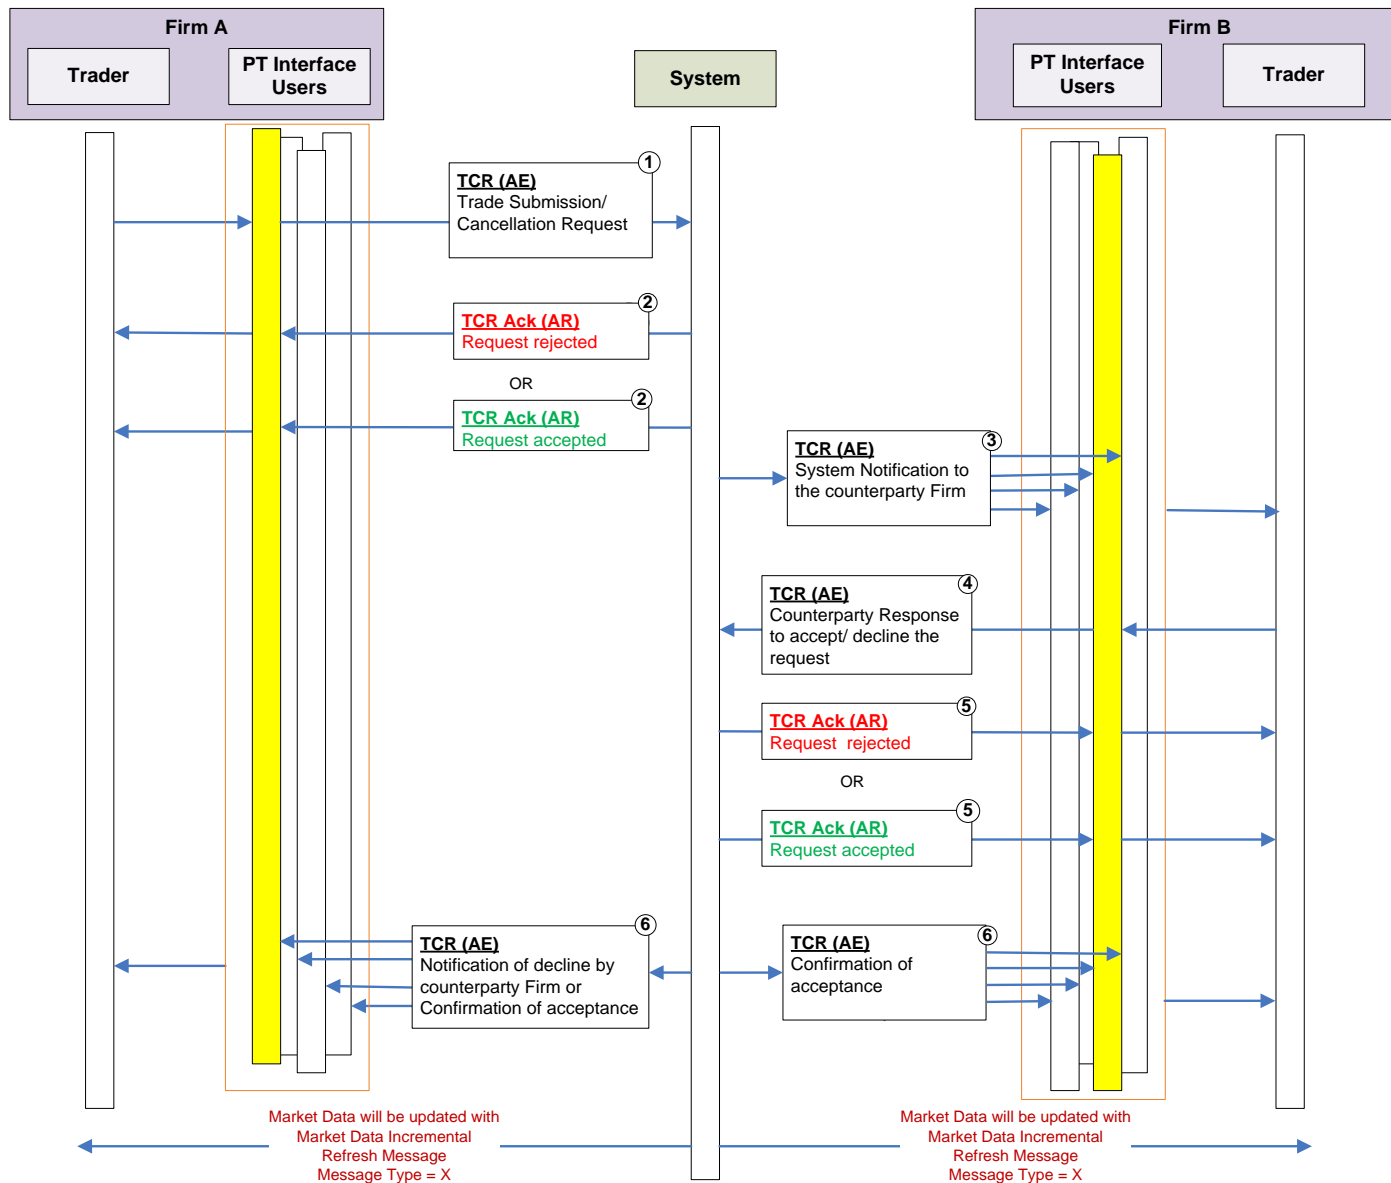 Firm A
Firm B
Trader
PT Interface
Users
System
PT Interface
Users
Trader
1
TCR (AE)
Trade Submission/
Cancellation Request
2
TCR Ack (AR)
Request rejected
OR
2
TCR Ack (AR)
Request accepted
3
TCR (AE)
System Notification to
the counterparty Firm
4
TCR (AE)
Counterparty Response
to accept/ decline the
request
5
TCR Ack (AR)
Request  rejected
OR
5
TCR Ack (AR)
Request accepted
6
TCR (AE)
Notification of decline by
counterparty Firm or
Confirmation of acceptance
6
TCR (AE)
Confirmation of
acceptance
Market Data will be updated with
Market Data Incremental
Refresh Message
Message Type = X
Market Data will be updated with
Market Data Incremental
Refresh Message
Message Type = X